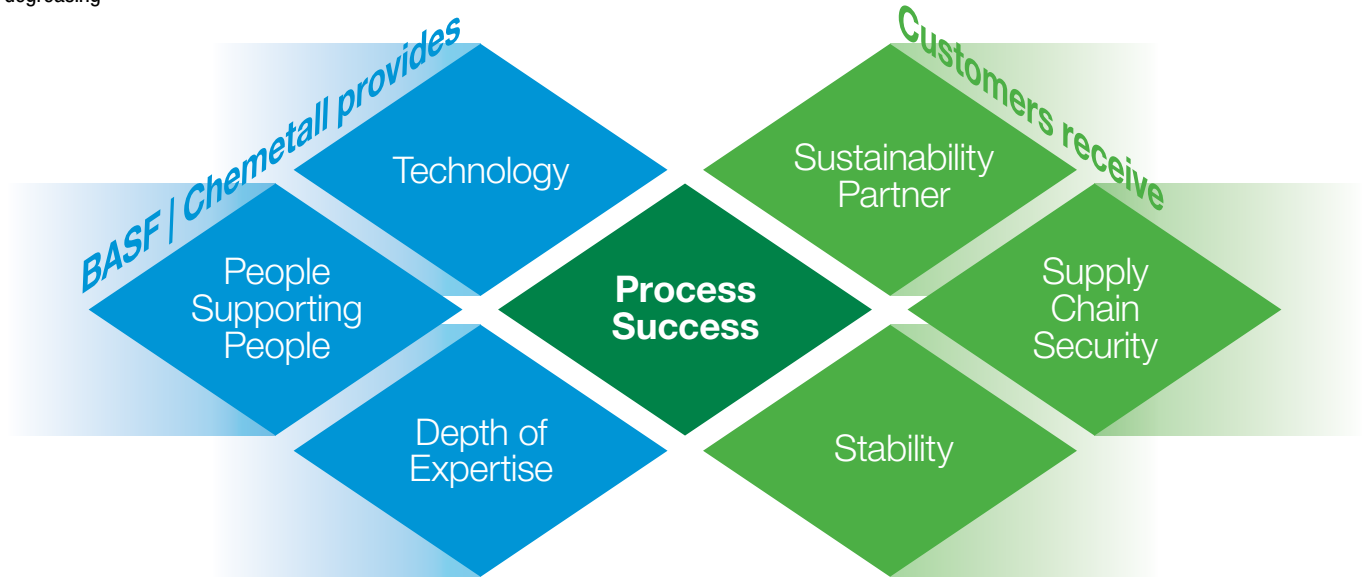 degreasing
BASF | Chemetall provides
Customers receive
Technology
Sustainability
Partner
People
Supporting
People
Process
Success
Supply
Chain
Security
Depth of
Expertise
Stability